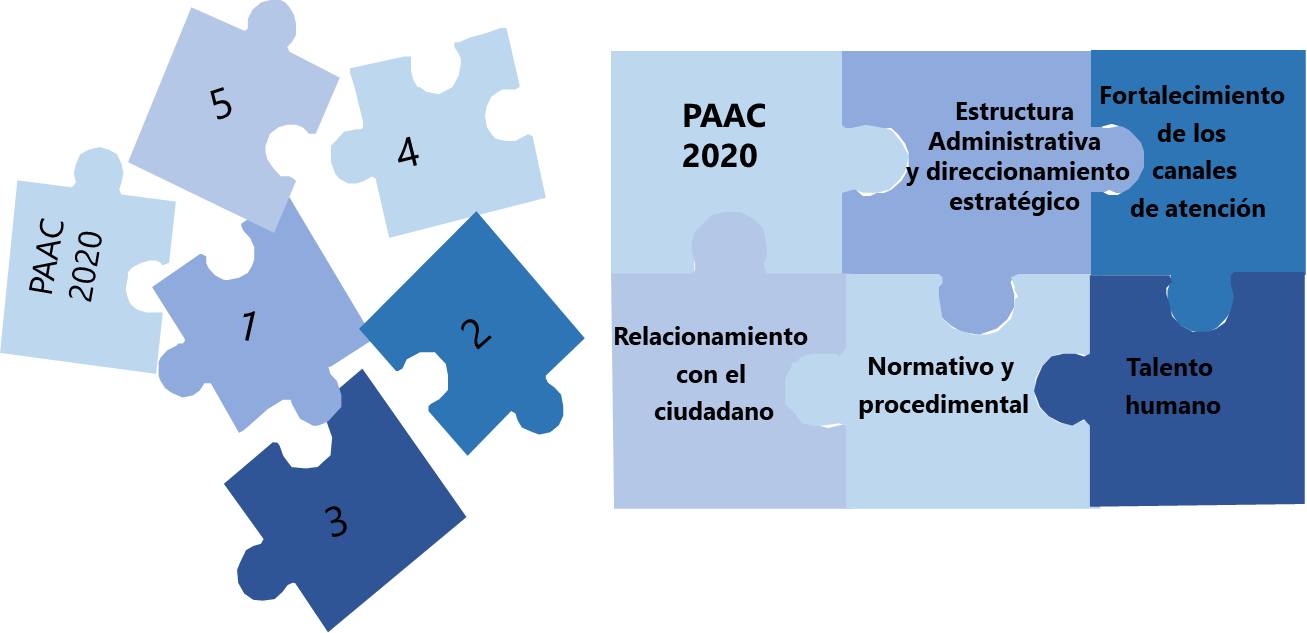 5
4
PAAC
2020
1
2
3
PAAC
2020
Estructura
Administrativa
y direccionamiento
estratégico
Fortalecimiento
de los
canales
de atención
Relacionamiento
con el
ciudadano
Normativo y
procedimental
Talento
humano